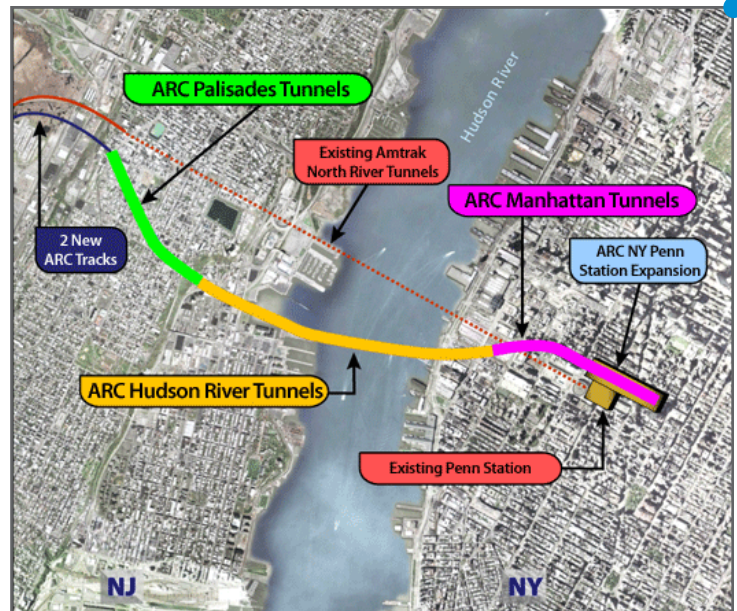 Hudson River
ARC Palisades Tunnels
Existing Amtrak
North River Tunnels
ARC Manhattan Tunnels
2 New
ARC Tracks
ARC NY Penn
Station Expansion
ARC Hudson River Tunnels
Existing Penn Station
NJ
NY